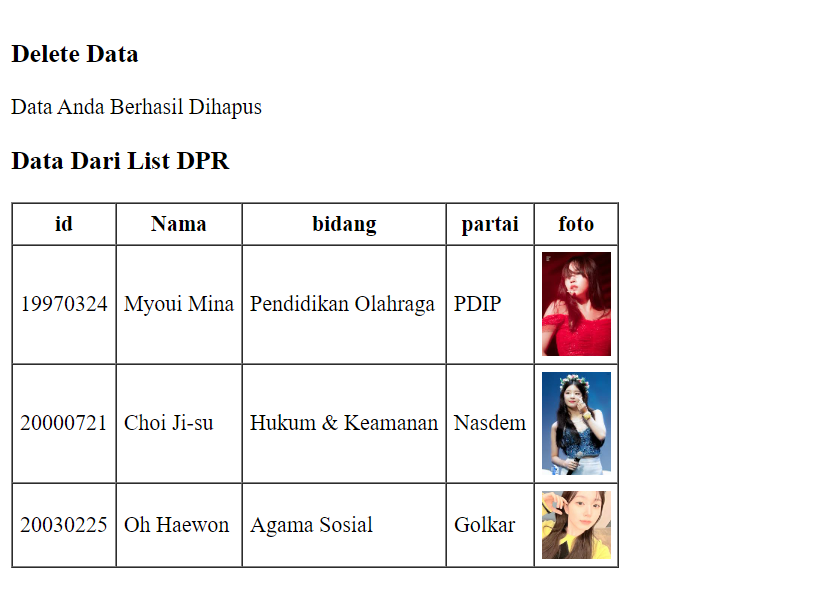 Delete Data
Data Anda Berhasil Dihapus
Data Dari List DPR
id Nama bidang partai foto
19970324 Myoui Mina Pendidikan Olahraga PDIP
20000721 Choi Ji-su Hukum & Keamanan Nasdem
20030225 Oh Haewon Agama Sosial Golkar